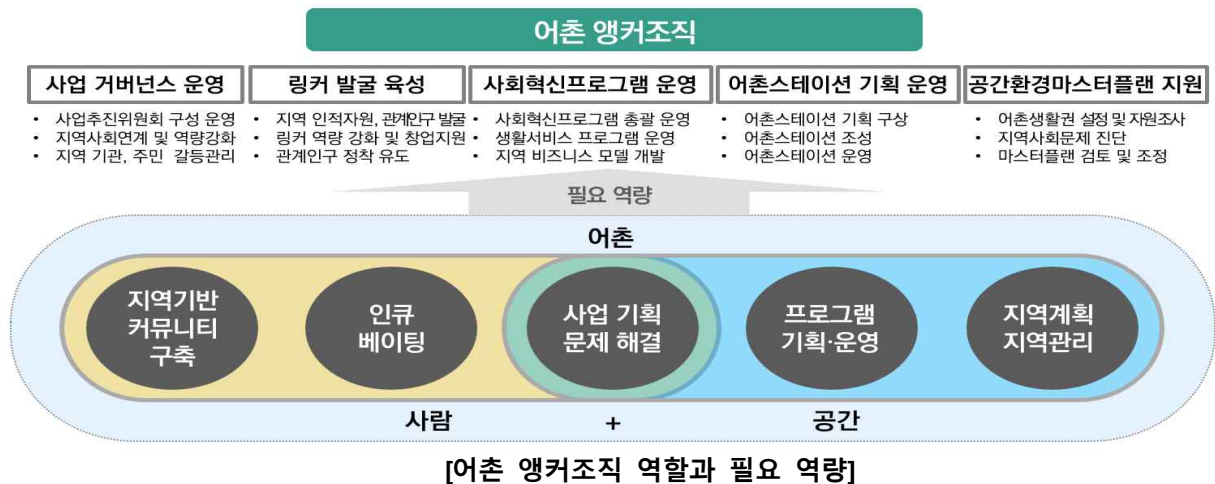 어촌 앵커조직
사업 거버넌스 운영
• 사업추진위원회 구성 운영
• 지역사회연계 및 역량강화
• 지역 기관, 주민 갈등관리
링커 발굴 육성
• 지역 인적자원, 관계인구 발굴
• 링커 역량 강화 및 창업지원
• 관계인구 정착 유도
사회혁신프로그램 운영
• 사회혁신프로그램 총괄 운영
• 생활서비스 프로그램 운영
• 지역 비즈니스 모델 개발
어촌스테이션 기획 운영
• 어촌스테이션 기획 구상
• 어촌스테이션 조성
• 어촌스테이션 운영
공간환경마스터플랜 지원
• 어촌생활권 설정 및 자원조사
• 지역사회문제 진단
• 마스터플랜 검토 및 조정
필요 역량
어촌
지역기반
커뮤니티
구축
인큐
베이팅
사업 기획
문제 해결
프로그램
기획·운영
지역계획
지역관리
사람 + 공간
[어촌 앵커조직 역할과 필요 역량]